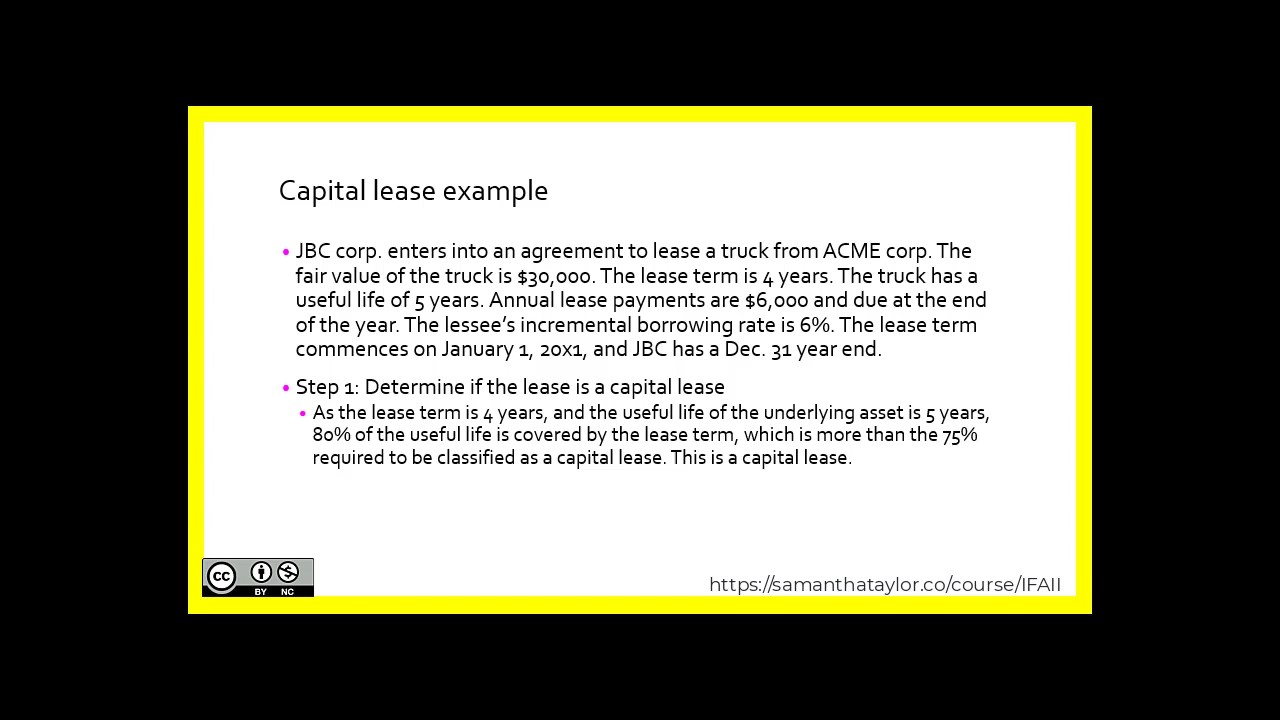 Capital lease example
• JBC corp. enters into an agreement to lease a truck from ACME corp. The
fair value of the truck is $30,000. The lease term is 4 years. The truck has a
useful life of 5 years. Annual lease payments are $6,000 and due at the end
of the year. The lessee's incremental borrowing rate is 6%. The lease term
commences on January 1, 20x1, and JBC has a Dec. 31 year end.
• Step 1: Determine if the lease is a capital lease
• As the lease term is 4 years, and the useful life of the underlying asset is 5 years,
80% of the useful life is covered by the lease term, which is more than the 75%
required to be classified as a capital lease. This is a capital lease.
cc
BY NC
https://samanthataylor.co/course/IFAII